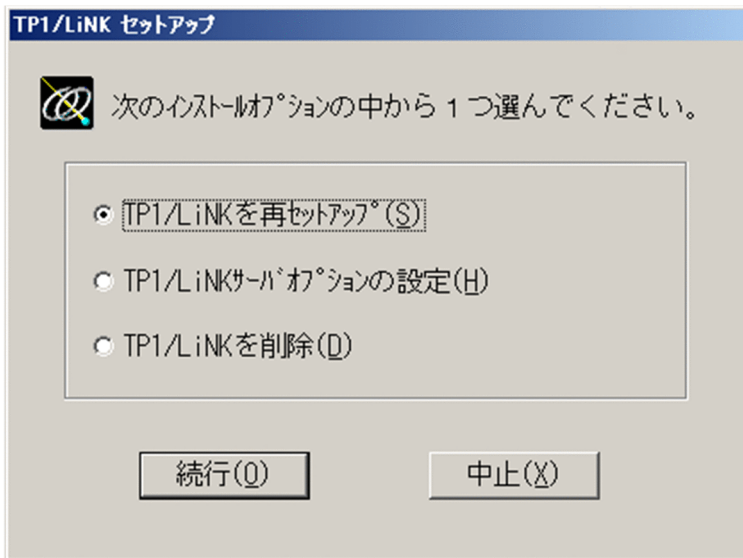 TP1/LiNK セットアップ
次のｲﾝｽﾄｰﾙｵﾌﾟｼｮﾝの中から１つ選んでください。
TP1/LiNKを再ｾｯﾄｱｯﾌﾟ(S)
TP1/LiNKｻｰﾊﾞｵﾌﾟｼｮﾝの設定(H)
TP1/LiNKを削除(D)
続行(O)
中止(X)